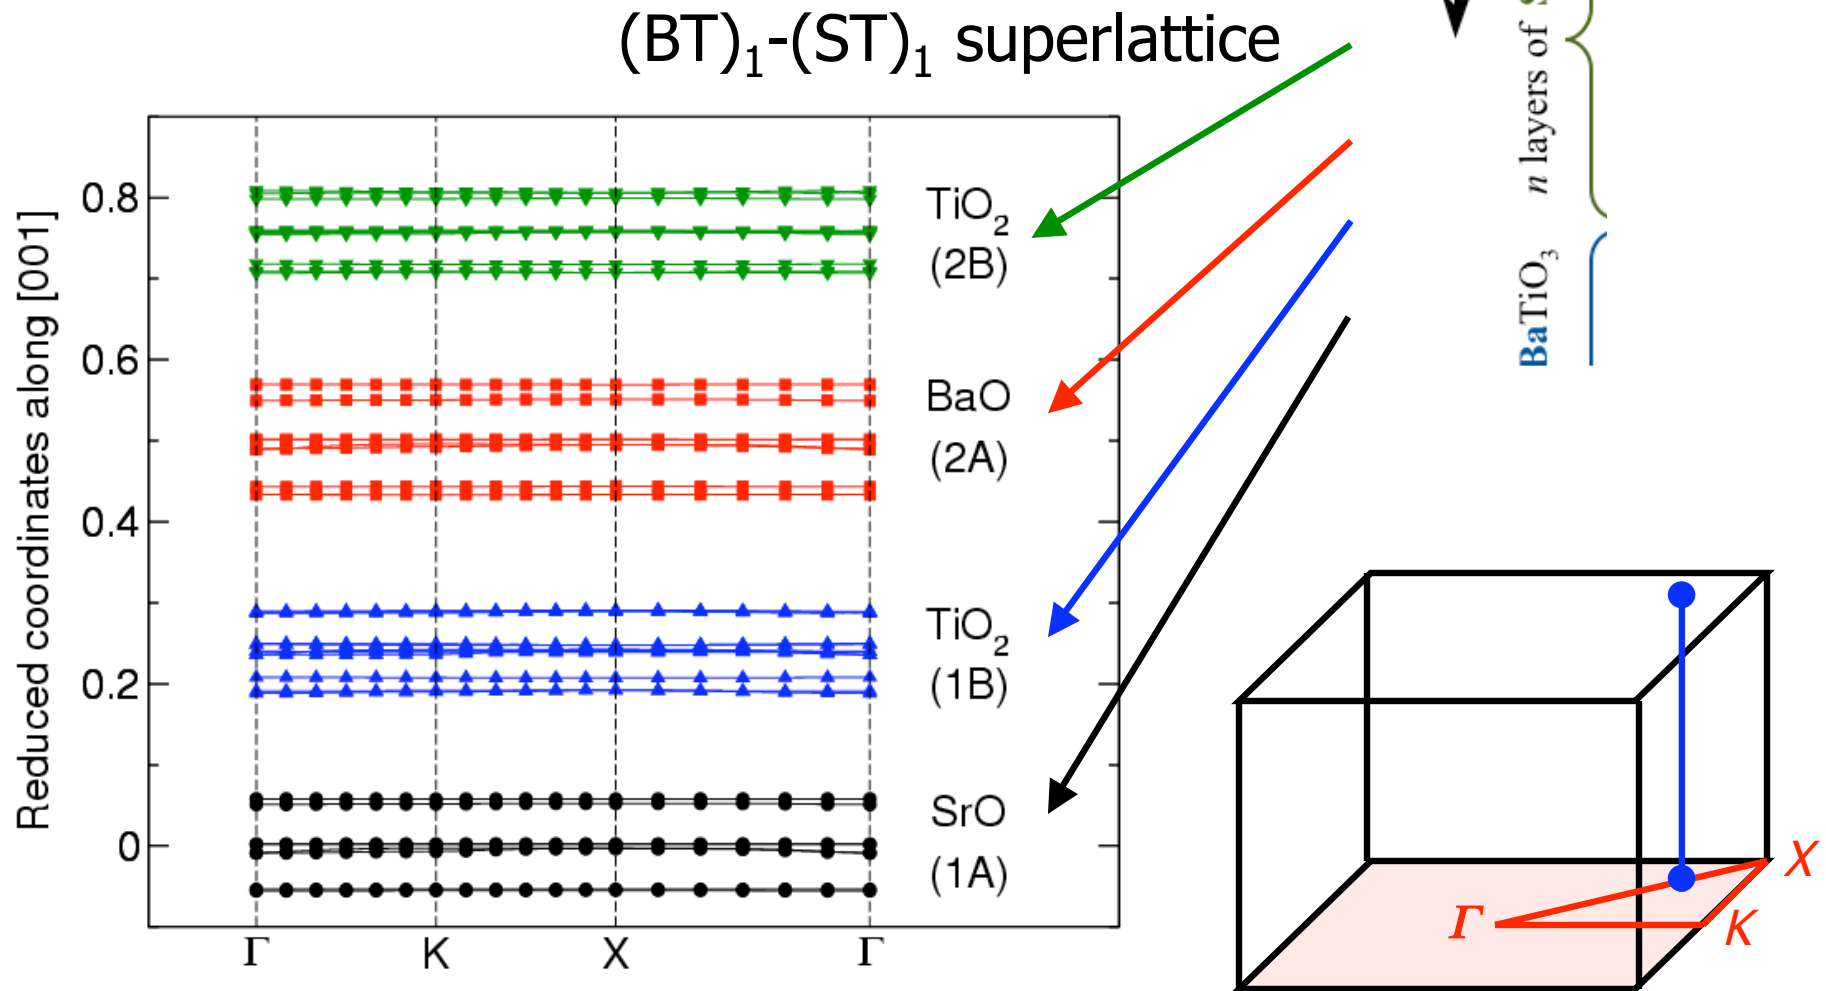 (BT)1-(ST)1 superlattice
n layers of S
BaTiO3
Reduced coordinates along [001]
0.8
0.6
0.4
0.2
0
Γ
K
X
Γ
TiO2
(2B)
BaO
(2A)
TiO2
(1B)
SrO
(1A)
X
Γ
K